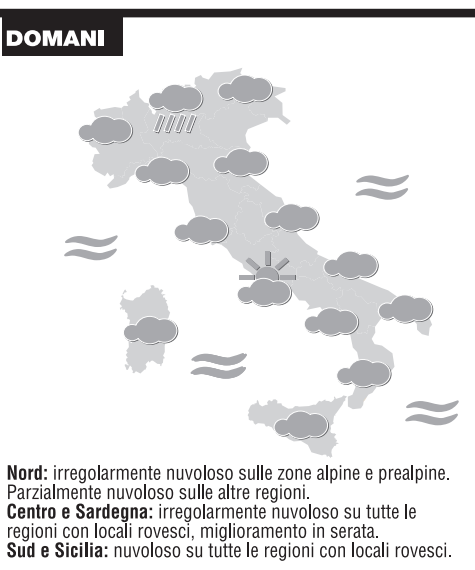 DOMANI
Nord: irregolarmente nuvoloso sulle zone alpine e prealpine.
Parzialmente nuvoloso sulle altre regioni.
Centro e Sardegna: irregolarmente nuvoloso su tutte le
regioni con locali rovesci, miglioramento in serata.
Sud e Sicilia: nuvoloso su tutte le regioni con locali rovesci.